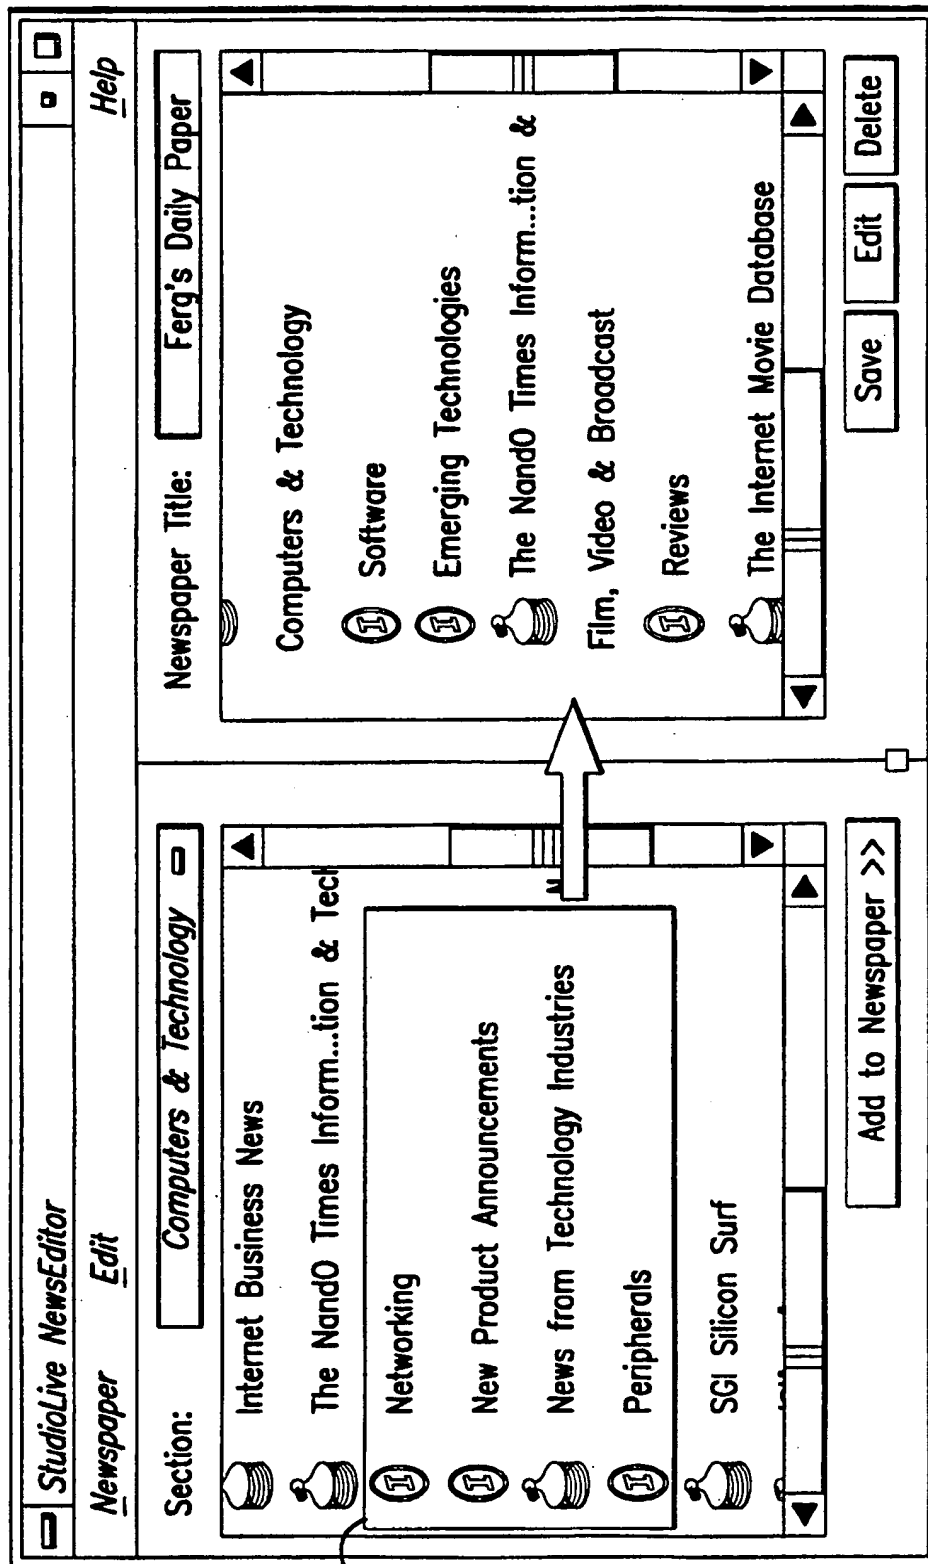 StudioLive NewsEditor
Newspaper Edit Help
Section: Computers & Technology
Internet Business News
The NandO Times Inform...tion & Tech
Networking
New Product Announcements
News from Technology Industries
N
Peripherals
SGI Silicon Surf
Add to Newspaper >>
Newspaper Title: Ferg's Daily Paper
Computers & Technology
Software
Emerging Technologies
The NandO Times Inform...tion &
Film, Video & Broadcast
Reviews
The Internet Movie Database
Save Edit Delete